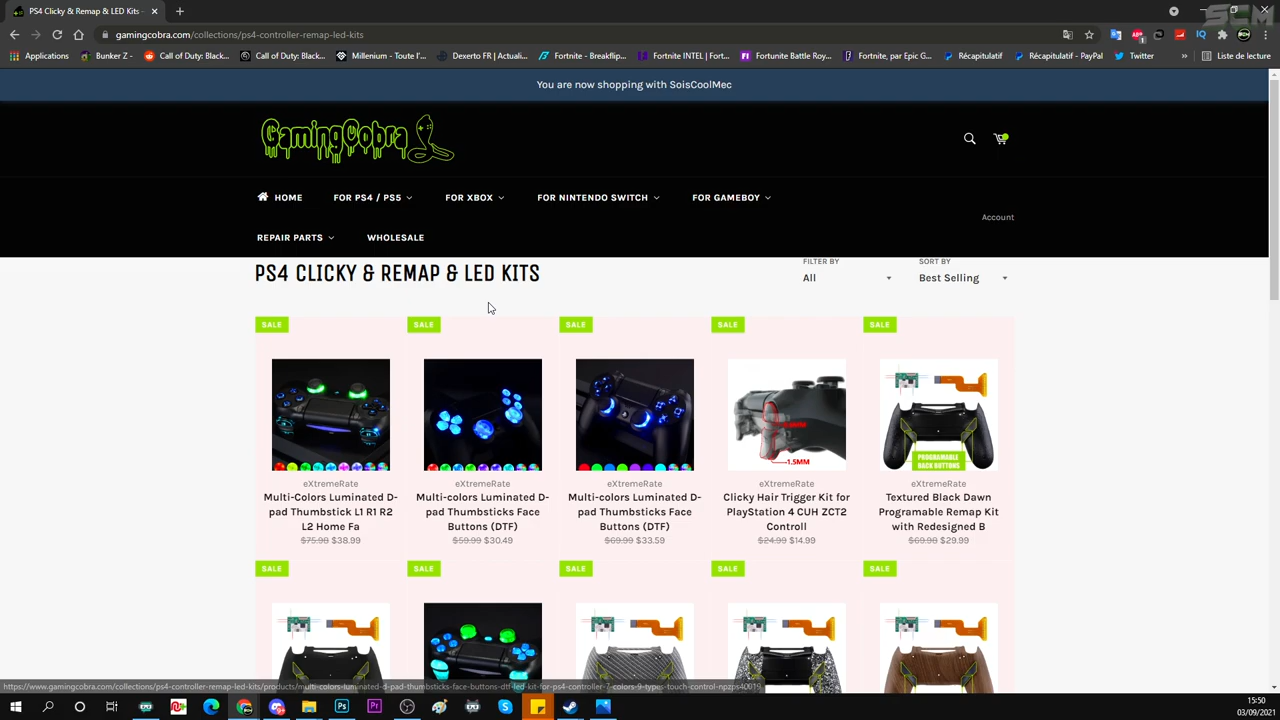 PS4 Clicky & Remap & LED Kits
gamingcobra.com/collections/ps4-controller-remap-led-kits
Applications
Bunker Z -
Call of Duty: Black...
Call of Duty: Black...
Millenium - Toute l'...
Dexerto FR | Actuali...
Fortnite - Breakflip...
Fortnite INTEL | Fort...
Fortnite Battle Roy...
Fortnite, par Epic G...
Récapitulatif
Récapitulatif - PayPal
Twitter
»
Liste de lecture
You are now shopping with SoisCoolMec
GamingCobra
HOME
FOR PS4 / PS5
FOR XBOX
FOR NINTENDO SWITCH
FOR GAMEBOY
Account
REPAIR PARTS
WHOLESALE
PS4 CLICKY & REMAP & LED KITS
FILTER BY
All
SORT BY
Best Selling
SALE
SALE
SALE
SALE
SALE
1.5MM
PROGRAMABLE
BACK BUTTONS
eXtremeRate
Multi-Colors Luminated D-
pad Thumbsticks L1 R1 R2
L2 Home Fa
$75.98 $38.99
eXtremeRate
Multi-colors Luminated D-
pad Thumbsticks Face
Buttons (DTF)
$59.99 $30.49
eXtremeRate
Multi-colors Luminated D-
pad Thumbsticks Face
Buttons (DTF)
$69.99 $33.59
eXtremeRate
Clicky Hair Trigger Kit for
PlayStation 4 CUH ZCT2
Controll
$24.99 $14.99
eXtremeRate
Textured Black Dawn
Programable Remap Kit
with Redesigned B
$69.98 $29.99
SALE
SALE
SALE
SALE
SALE
https://www.gamingcobra.com/collections/ps4-controller-remap-led-kits/products/multi-colors-luminated-d-pad-thumbsticks-face-buttons-dtf-led-kit-for-ps4-controller-7-colors-9-types-touch-control-npzps40019
15:50
03/09/2021